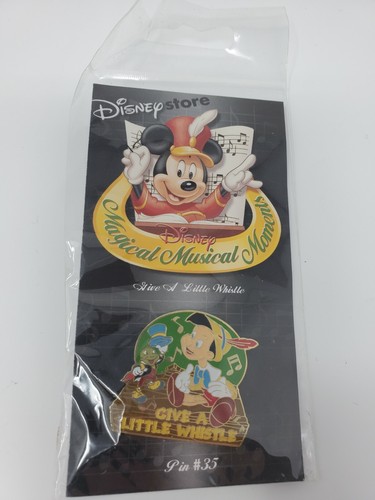 Disney store
Disney
Magical Musical Moments
Give A Little Whistle
GIVE A
LITTLE WHISTLE
Pin #35